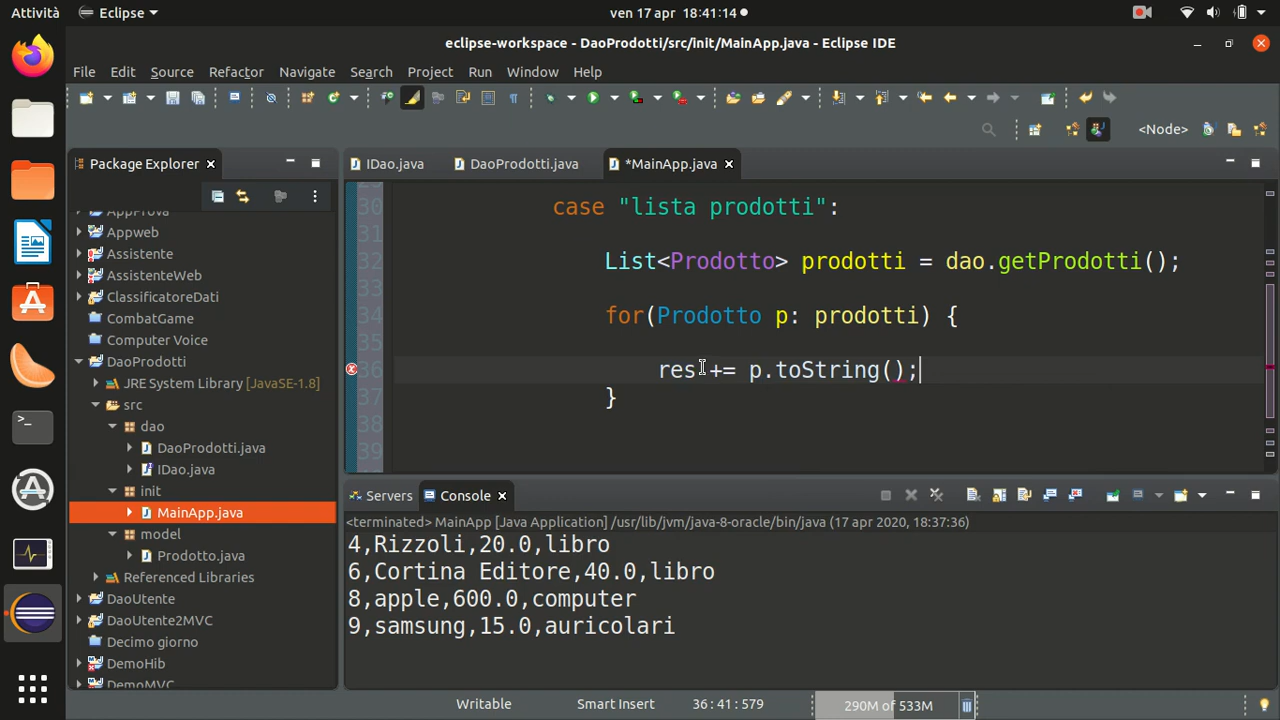 Attività
Eclipse
ven 17 apr 18:41:14
eclipse-workspace - DaoProdotti/src/init/MainApp.java - Eclipse IDE
File Edit Source Refactor Navigate Search Project Run Window Help
<Node>
Package Explorer
IDao.java
DaoProdotti.java
*MainApp.java
AppProva
Appweb
Assistente
AssistenteWeb
ClassificatoreDati
CombatGame
Computer Voice
DaoProdotti
JRE System Library [JavaSE-1.8]
src
dao
DaoProdotti.java
IDao.java
init
MainApp.java
model
Prodotto.java
Referenced Libraries
DaoUtente
DaoUtente2MVC
Decimo giorno
DemoHib
DemoMVC
30 case "lista prodotti":
31
32 List<Prodotto> prodotti = dao.getProdotti();
33
34 for(Prodotto p: prodotti) {
35
36 res += p.toString();
37 }
38
39
Servers
Console
<terminated> MainApp [Java Application] /usr/lib/jvm/java-8-oracle/bin/java (17 apr 2020, 18:37:36)
4,Rizzoli,20.0,libro
6,Cortina Editore,40.0,libro
8,apple,600.0,computer
9,samsung,15.0,auricolari
Writable
Smart Insert
36:41:579
290M of 533M